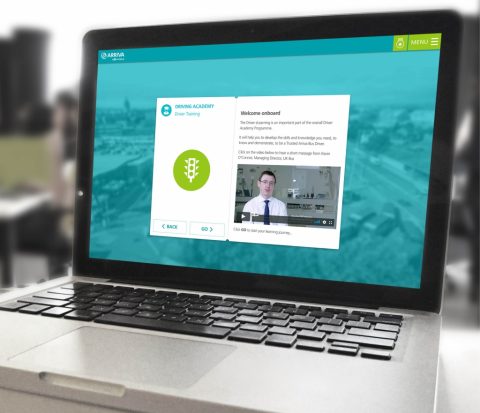 ARRIVA
MENU
DRIVING ACADEMY
Driver Training
BACK
GO
Welcome onboard
The Driver eLearning is an important part of the overall Driver
Academy Programme.
It will help you to develop the skills and knowledge you need, to
know and demonstrate, to be a Trusted Arriva Bus Driver.
Click on the video below to hear a short message from Kevin
O'Connor, Managing Director, UK Bus
Click GO to start your learning journey...